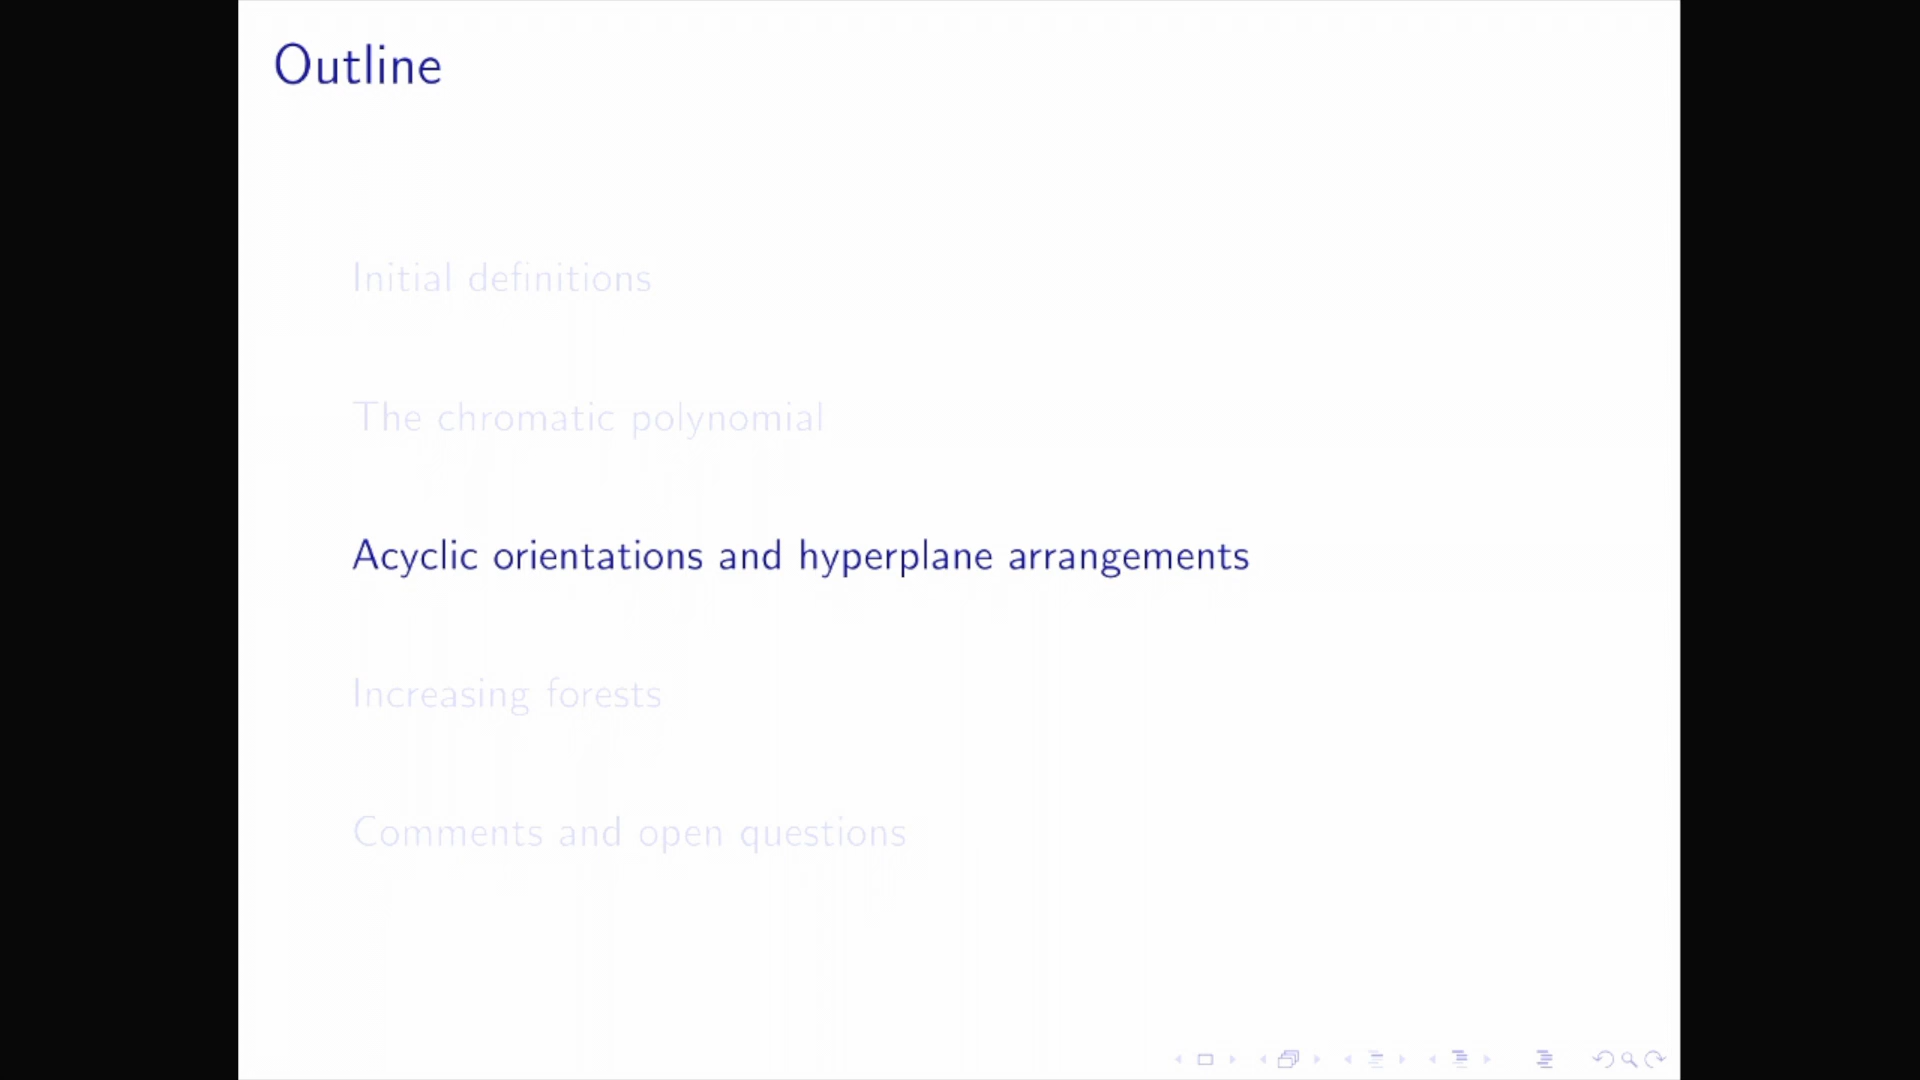 Outline
Initial definitions
The chromatic polynomial
Acyclic orientations and hyperplane arrangements
Increasing forests
Comments and open questions